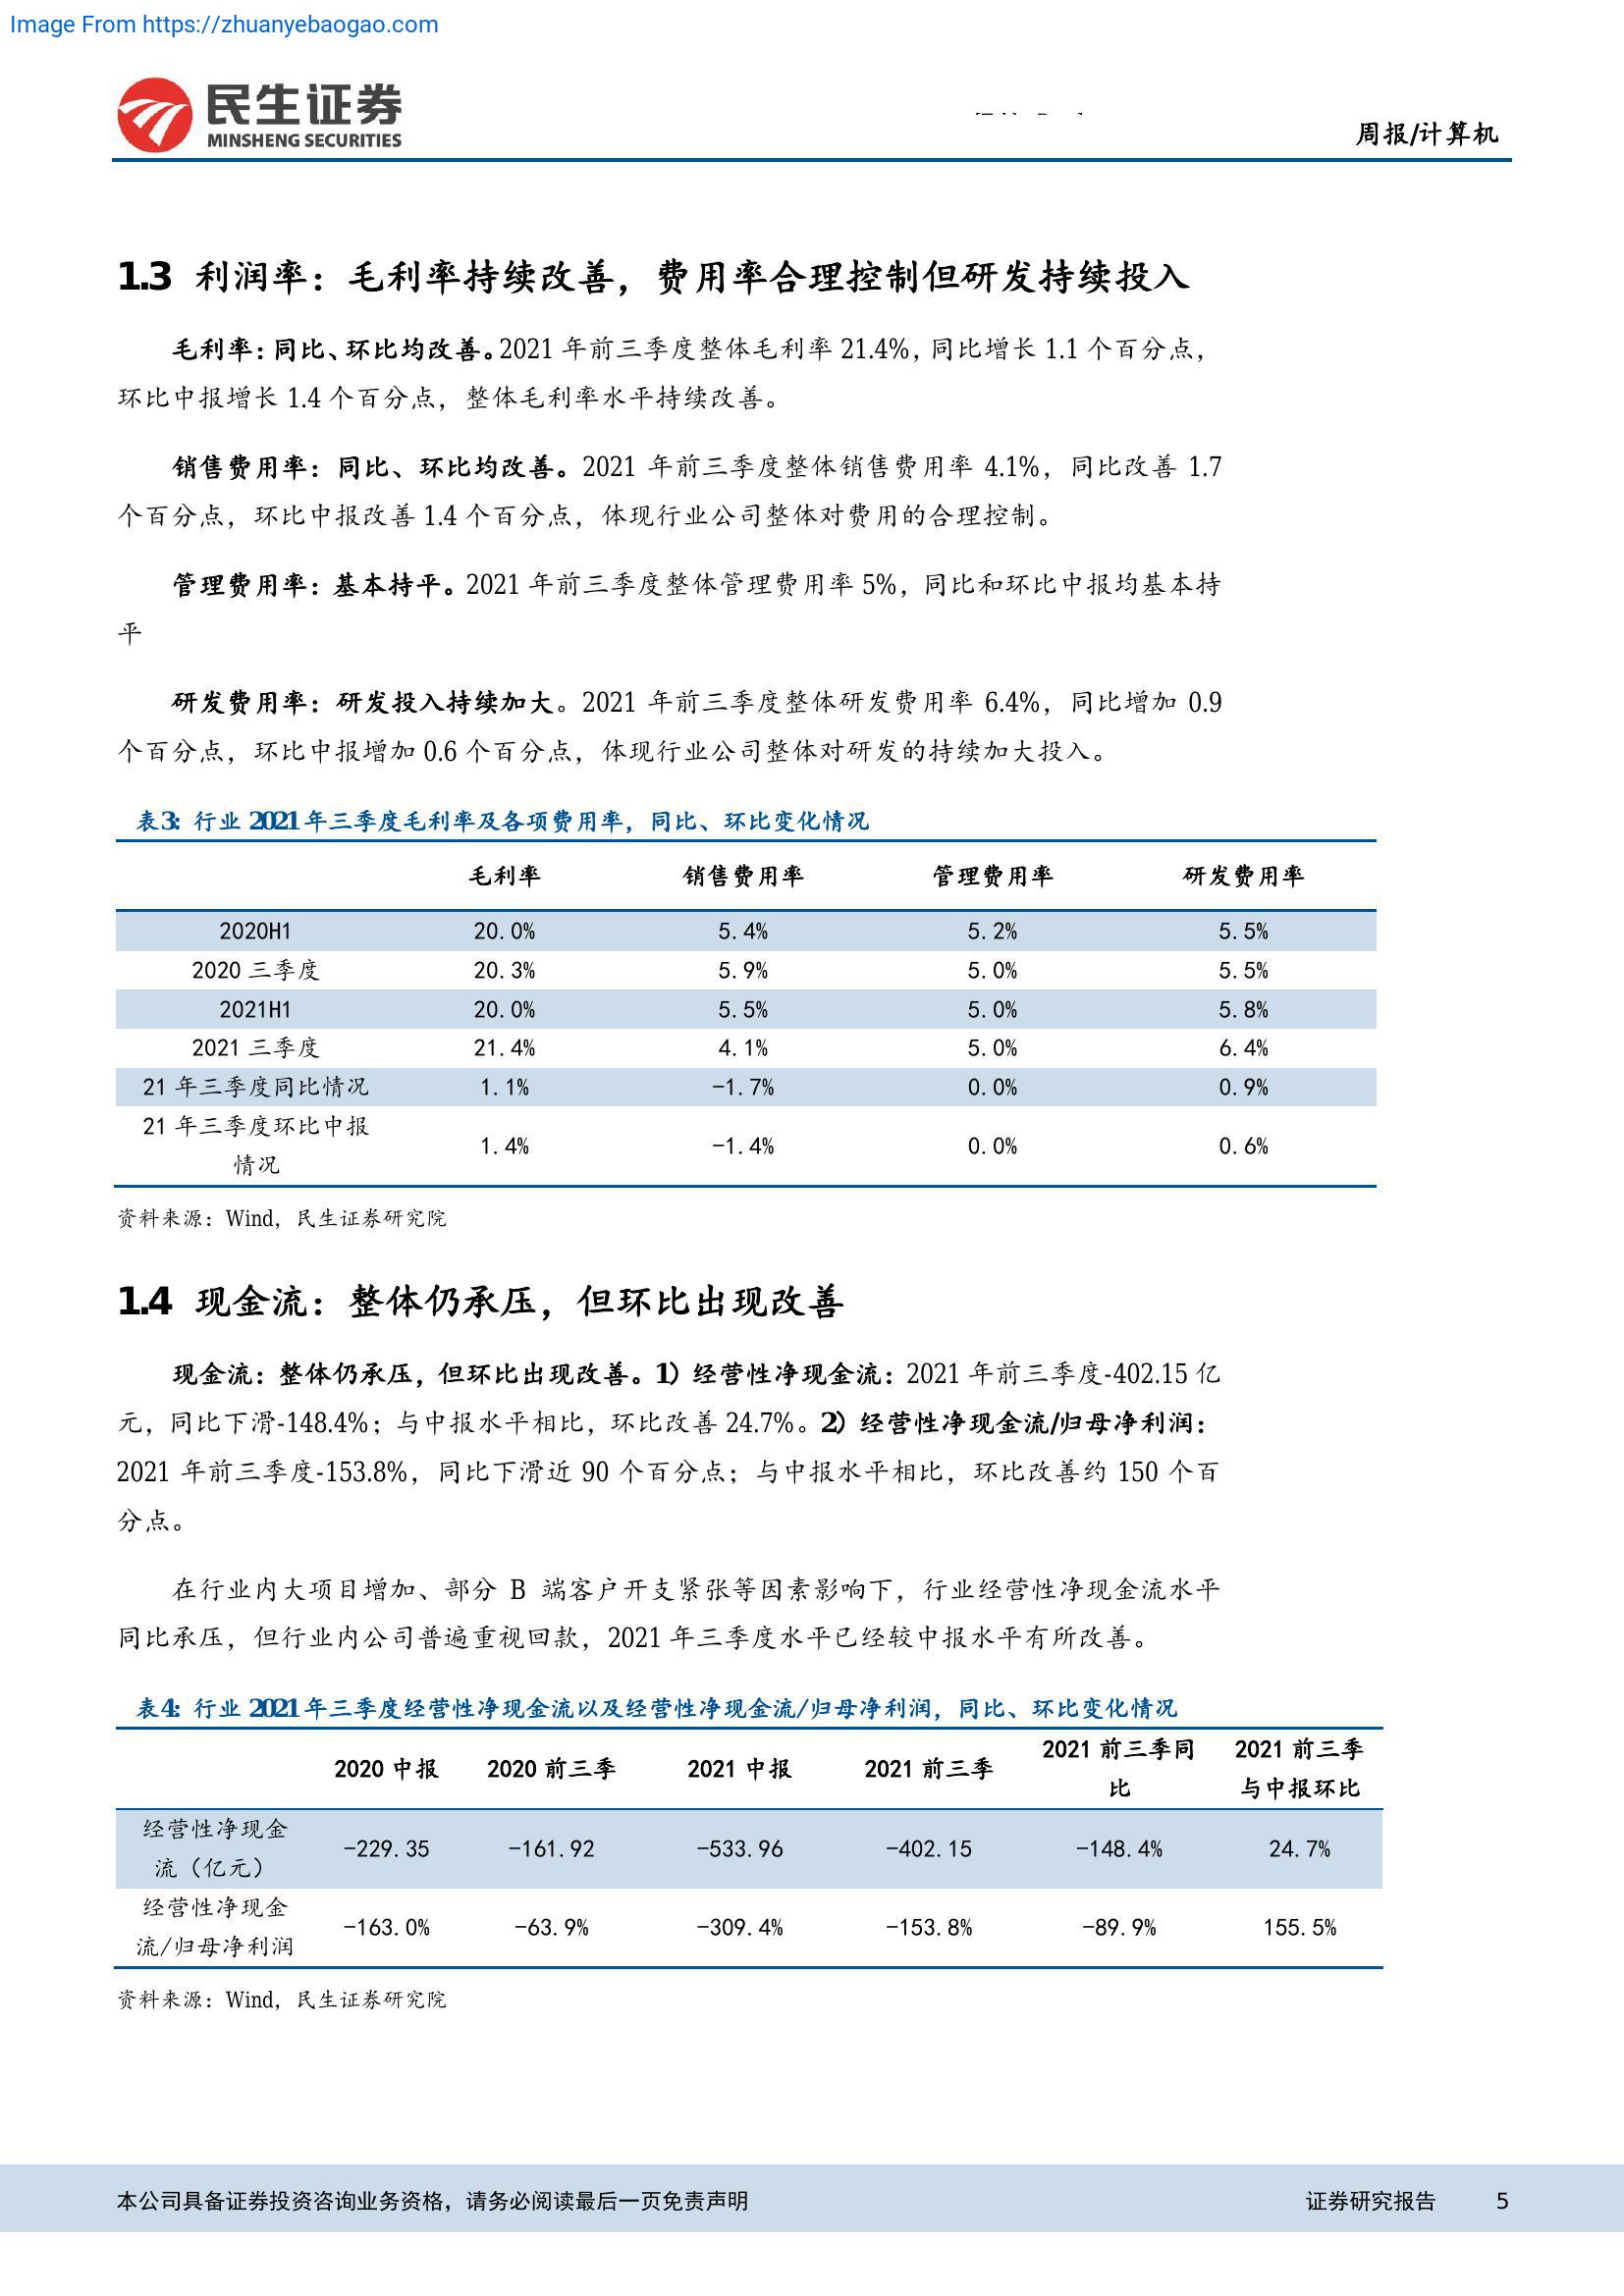 Image From https://zhuanyebaogao.com
民生证券
MINSHENG SECURITIES
周报/计算机
1.3 利润率：毛利率持续改善，费用率合理控制但研发持续投入
毛利率：同比、环比均改善。2021 年前三季度整体毛利率 21.4%，同比增长 1.1 个百分点，
环比中报增长 1.4 个百分点，整体毛利率水平持续改善。
销售费用率：同比、环比均改善。2021 年前三季度整体销售费用率 4.1%，同比改善 1.7
个百分点，环比中报改善 1.4 个百分点，体现行业公司整体对费用的合理控制。
管理费用率：基本持平。2021 年前三季度整体管理费用率 5%，同比和环比中报均基本持
平
研发费用率：研发投入持续加大。2021 年前三季度整体研发费用率 6.4%，同比增加 0.9
个百分点，环比中报增加 0.6 个百分点，体现行业公司整体对研发的持续加大投入。
表3: 行业 2021 年三季度毛利率及各项费用率，同比、环比变化情况
毛利率 销售费用率 管理费用率 研发费用率
2020H1 20.0% 5.4% 5.2% 5.5%
2020 三季度 20.3% 5.9% 5.0% 5.5%
2021H1 20.0% 5.5% 5.0% 5.8%
2021 三季度 21.4% 4.1% 5.0% 6.4%
21 年三季度同比情况 1.1% -1.7% 0.0% 0.9%
21 年三季度环比中报
情况 1.4% -1.4% 0.0% 0.6%
资料来源：Wind，民生证券研究院
1.4 现金流：整体仍承压，但环比出现改善
现金流：整体仍承压，但环比出现改善。1）经营性净现金流：2021 年前三季度-402.15 亿
元，同比下滑-148.4%；与中报水平相比，环比改善 24.7%。2）经营性净现金流/归母净利润：
2021 年前三季度-153.8%，同比下滑近 90 个百分点；与中报水平相比，环比改善约 150 个百
分点。
在行业内大项目增加、部分 B 端客户开支紧张等因素影响下，行业经营性净现金流水平
同比承压，但行业内公司普遍重视回款，2021 年三季度水平已经较中报水平有所改善。
表4: 行业 2021 年三季度经营性净现金流以及经营性净现金流/归母净利润，同比、环比变化情况
2020 中报 2020 前三季 2021 中报 2021 前三季 2021 前三季同 2021 前三季
比 与中报环比
经营性净现金
流（亿元） -229.35 -161.92 -533.96 -402.15 -148.4% 24.7%
经营性净现金
流/归母净利润 -163.0% -63.9% -309.4% -153.8% -89.9% 155.5%
资料来源：Wind，民生证券研究院
本公司具备证券投资咨询业务资格，请务必阅读最后一页免责声明 证券研究报告 5